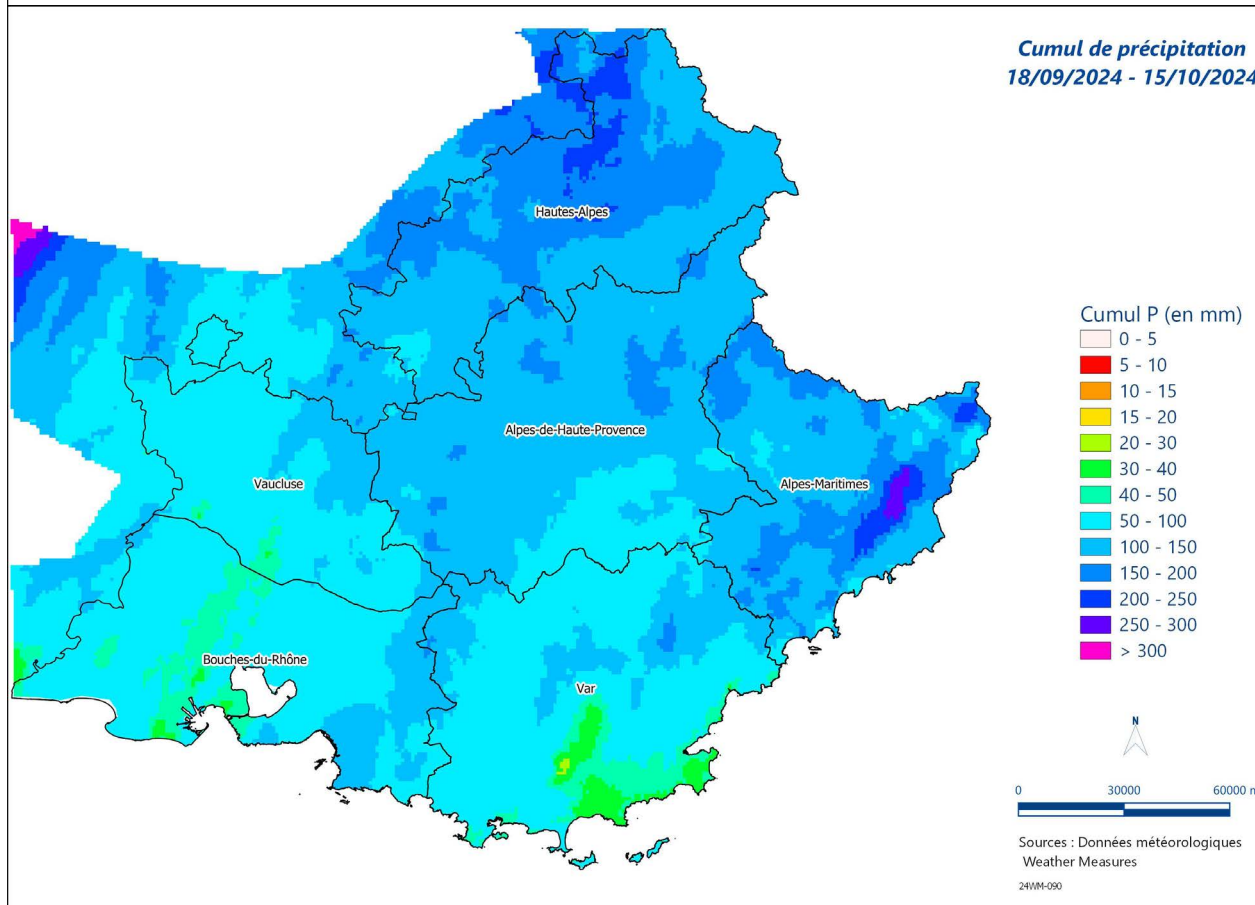 Cumul de précipitation
18/09/2024 - 15/10/2024
Hautes-Alpes
Alpes-de-Haute-Provence
Vaucluse
Alpes-Maritimes
Bouches-du-Rhône
Var
Cumul P (en mm)
0 - 5
5 - 10
10 - 15
15 - 20
20 - 30
30 - 40
40 - 50
50 - 100
100 - 150
150 - 200
200 - 250
250 - 300
> 300
N
0 30000 60000 m
Sources : Données météorologiques
Weather Measures
24WM-090